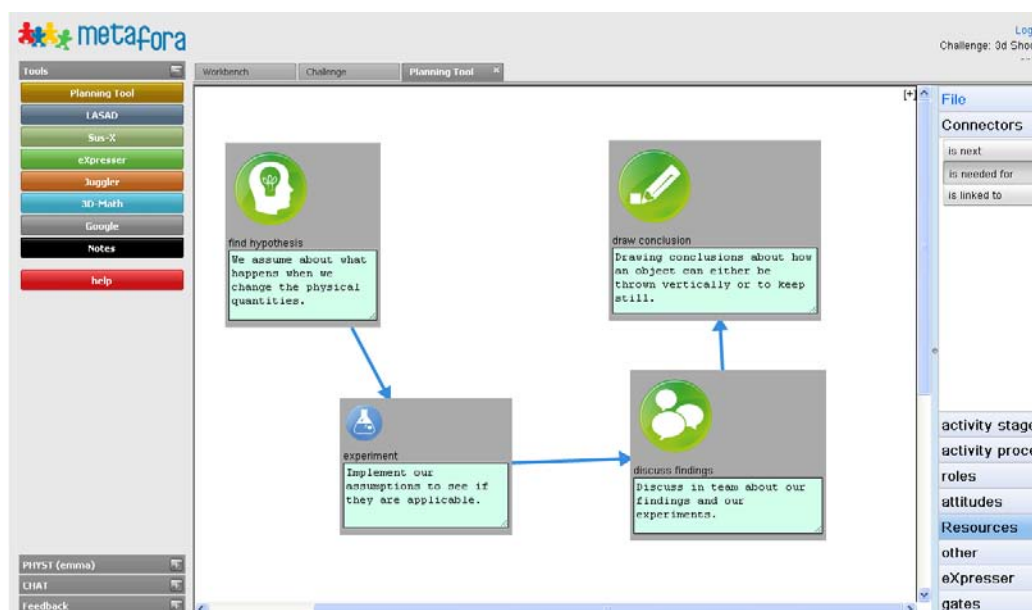 metafora
Log
Challenge: 3d Shoo
Tools
Workbench
Challenge
Planning Tool ×
Planning Tool
LASAD
Sus-X
eXpresser
Juggler
3D-Math
Google
Notes
help
[+]
find hypothesis
We assume about what
happens when we
change the physical
quantities.
draw conclusion
Drawing conclusions about how
an object can either be
thrown vertically or to keep
still.
experiment
Implement our
assumptions to see if
they are applicable.
discuss findings
Discuss in team about our
findings and our
experiments.
File
Connectors
is next
is needed for
is linked to
activity stage
activity proce
roles
attitudes
Resources
other
eXpresser
gates
PHYST (emma)
CHAT
Feedback